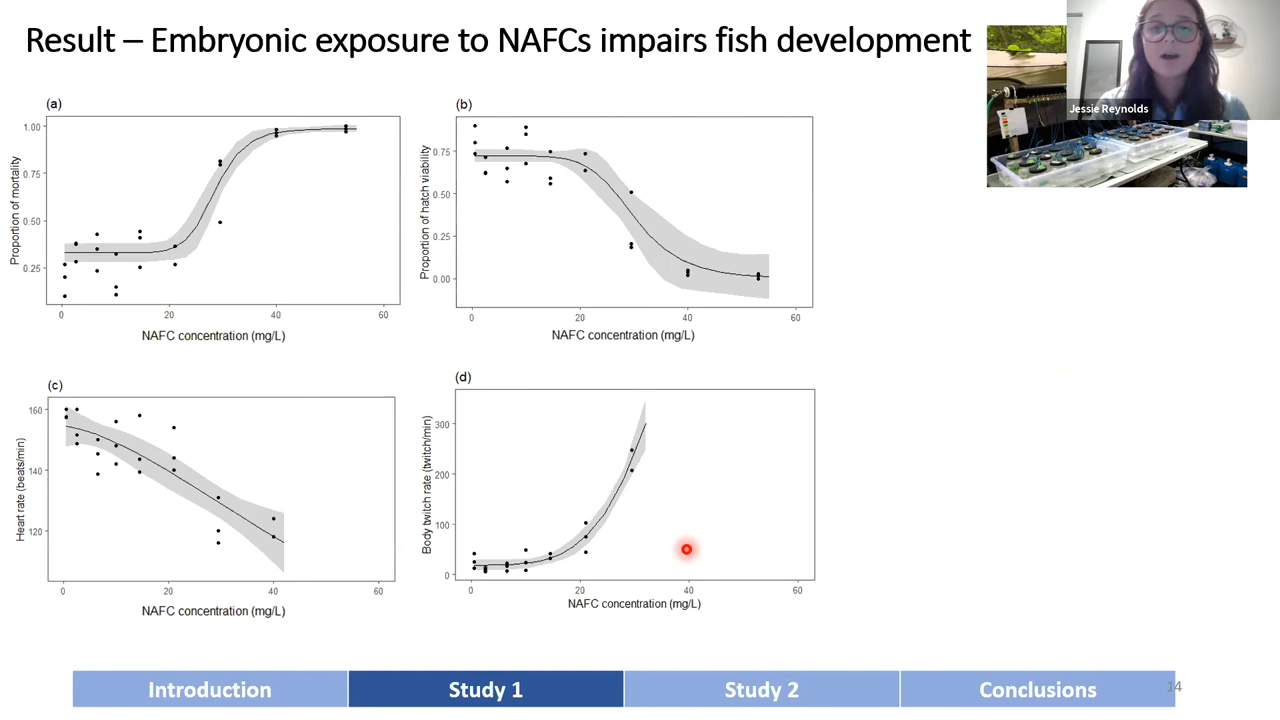 Result – Embryonic exposure to NAFCs impairs fish development
Jessie Reynolds
(a)
Proportion of mortality
1.00
0.75
0.50
0.25
0
20
40
60
NAFC concentration (mg/L)
(b)
Proportion of hatch viability
0.75
0.50
0.25
0.00
0
20
40
60
NAFC concentration (mg/L)
(c)
Heart rate (beats/min)
160
140
120
0
20
40
60
NAFC concentration (mg/L)
(d)
Body twitch rate (twitch/min)
300
200
100
0
0
20
40
60
NAFC concentration (mg/L)
Introduction
Study 1
Study 2
Conclusions
14